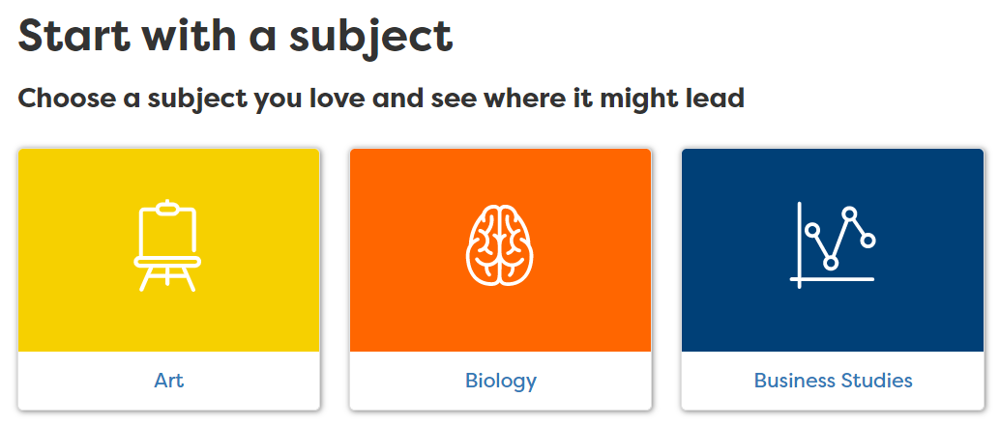 Start with a subject
Choose a subject you love and see where it might lead
Art
Biology
Business Studies